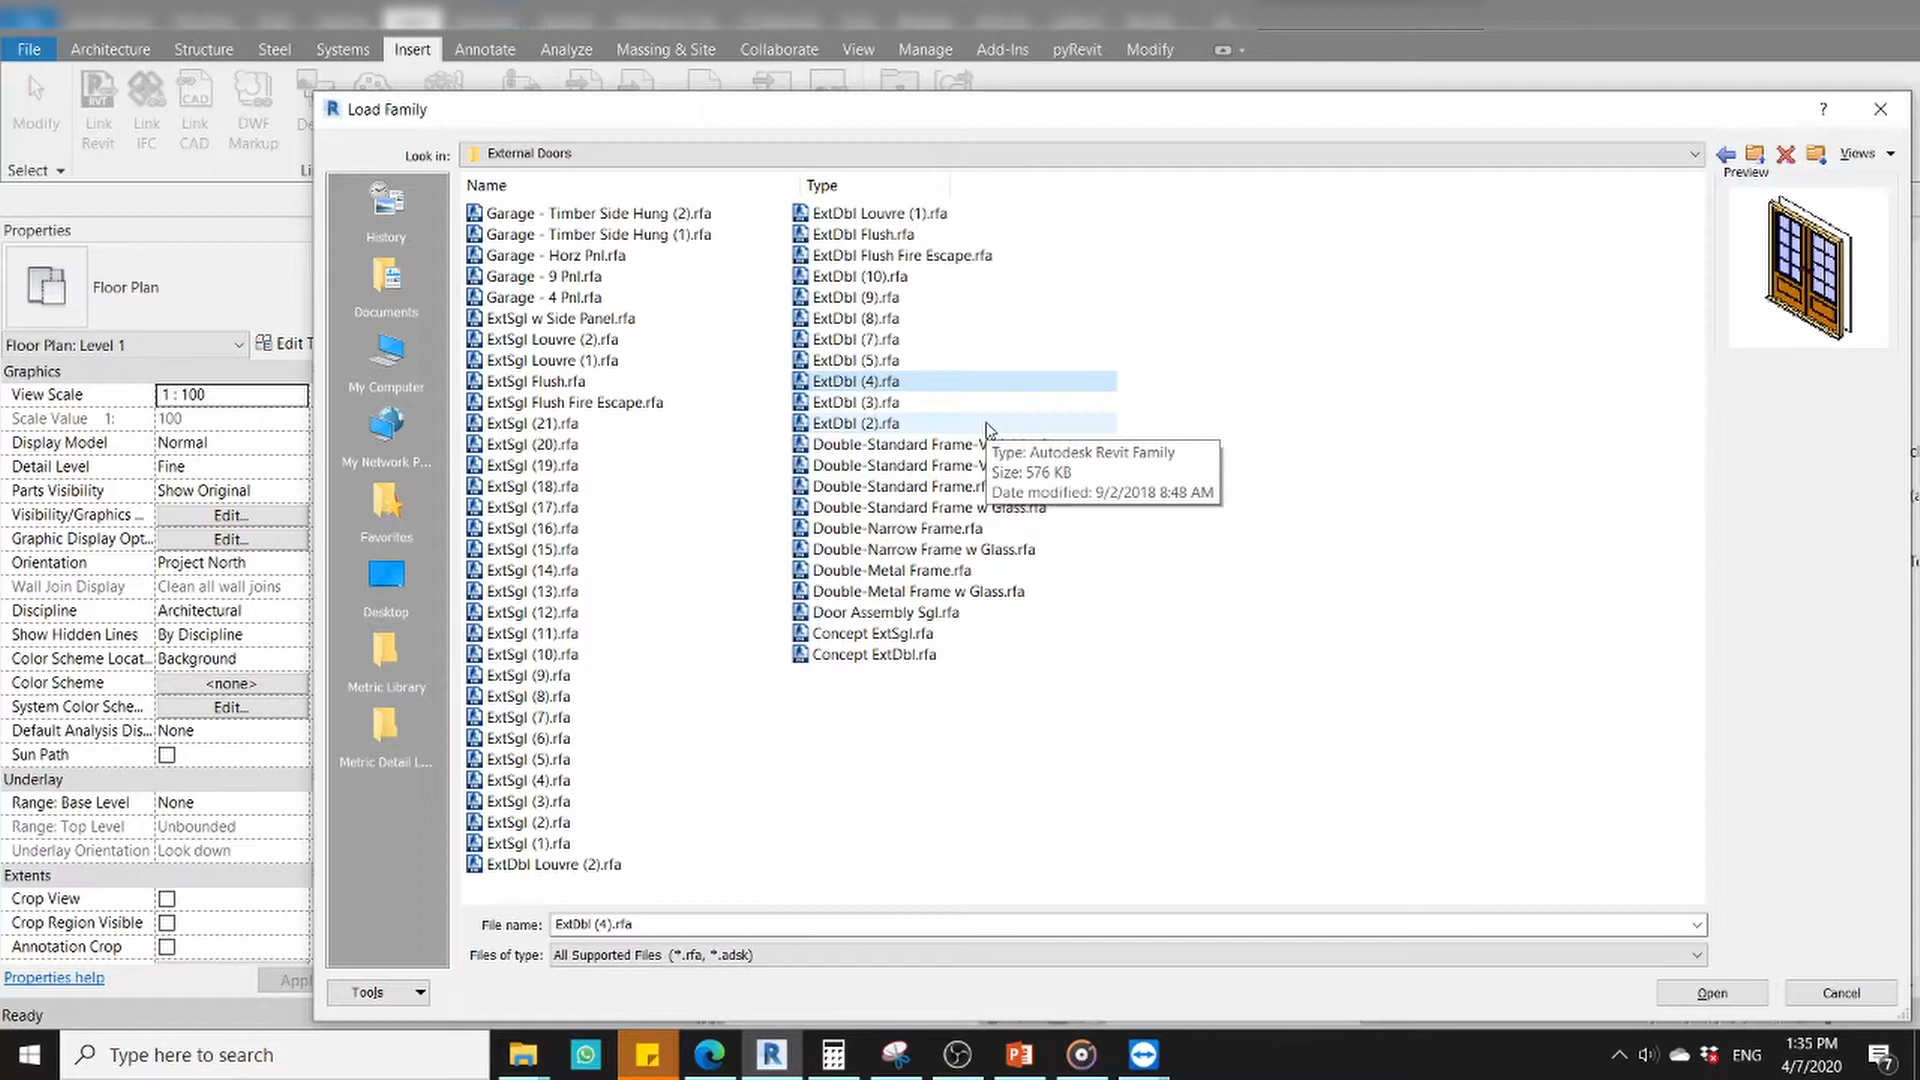 File Architecture Structure Steel Systems Insert Annotate Analyze Massing & Site Collaborate View Manage Add-Ins pyRevit Modify
Modify
Link Revit
Link IFC
Link CAD
DWF Markup
Select
Load Family
Look in: External Doors
Views
Preview
Properties
Floor Plan
Floor Plan: Level 1
Edit T
Graphics
View Scale 1 : 100
Scale Value 1: 100
Display Model Normal
Detail Level Fine
Parts Visibility Show Original
Visibility/Graphics ... Edit...
Graphic Display Opt... Edit...
Orientation Project North
Wall Join Display Clean all wall joins
Discipline Architectural
Show Hidden Lines By Discipline
Color Scheme Locat... Background
Color Scheme <none>
System Color Sche... Edit...
Default Analysis Dis... None
Sun Path
Underlay
Range: Base Level None
Range: Top Level Unbounded
Underlay Orientation Look down
Extents
Crop View
Crop Region Visible
Annotation Crop
Properties help
Appl
Ready
History
Documents
My Computer
My Network P...
Favorites
Desktop
Metric Library
Metric Detail L...
Name Type
Garage - Timber Side Hung (2).rfa
Garage - Timber Side Hung (1).rfa
Garage - Horz Pnl.rfa
Garage - 9 Pnl.rfa
Garage - 4 Pnl.rfa
ExtSgl w Side Panel.rfa
ExtSgl Louvre (2).rfa
ExtSgl Louvre (1).rfa
ExtSgl Flush.rfa
ExtSgl Flush Fire Escape.rfa
ExtSgl (21).rfa
ExtSgl (20).rfa
ExtSgl (19).rfa
ExtSgl (18).rfa
ExtSgl (17).rfa
ExtSgl (16).rfa
ExtSgl (15).rfa
ExtSgl (14).rfa
ExtSgl (13).rfa
ExtSgl (12).rfa
ExtSgl (11).rfa
ExtSgl (10).rfa
ExtSgl (9).rfa
ExtSgl (8).rfa
ExtSgl (7).rfa
ExtSgl (6).rfa
ExtSgl (5).rfa
ExtSgl (4).rfa
ExtSgl (3).rfa
ExtSgl (2).rfa
ExtSgl (1).rfa
ExtDbl Louvre (2).rfa
ExtDbl Louvre (1).rfa
ExtDbl Flush.rfa
ExtDbl Flush Fire Escape.rfa
ExtDbl (10).rfa
ExtDbl (9).rfa
ExtDbl (8).rfa
ExtDbl (7).rfa
ExtDbl (5).rfa
ExtDbl (4).rfa
ExtDbl (3).rfa
ExtDbl (2).rfa
Double-Standard Frame-V
Double-Standard Frame-V
Double-Standard Frame.rf
Double-Standard Frame w Glass.rfa
Double-Narrow Frame.rfa
Double-Narrow Frame w Glass.rfa
Double-Metal Frame.rfa
Double-Metal Frame w Glass.rfa
Door Assembly Sgl.rfa
Concept ExtSgl.rfa
Concept ExtDbl.rfa
Type: Autodesk Revit Family
Size: 576 KB
Date modified: 9/2/2018 8:48 AM
File name: ExtDbl (4).rfa
Files of type: All Supported Files (*.rfa, *.adsk)
Tools
Open
Cancel
Type here to search
ENG
1:35 PM
4/7/2020
7